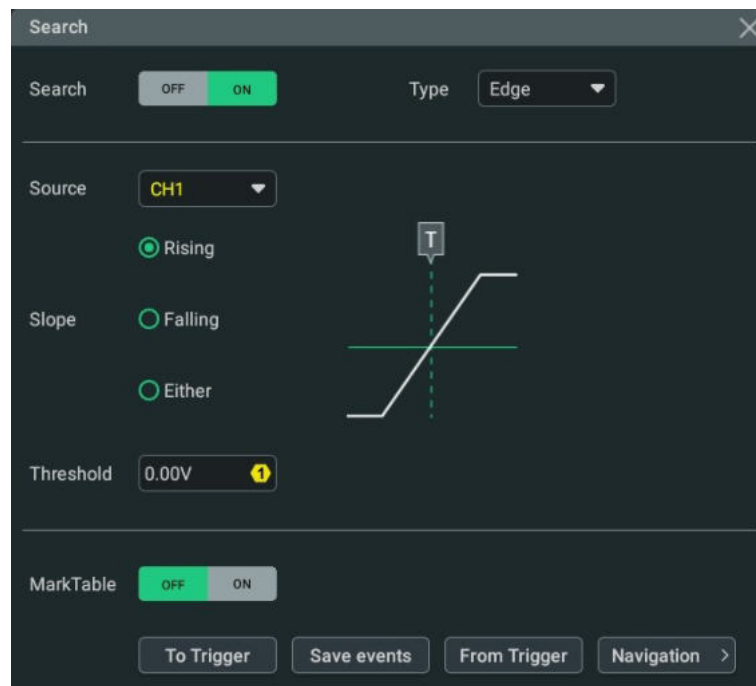 Search
Search OFF ON Type Edge
Source CH1
Rising
T
Slope Falling
Either
Threshold 0.00V 1
MarkTable OFF ON
To Trigger Save events From Trigger Navigation >